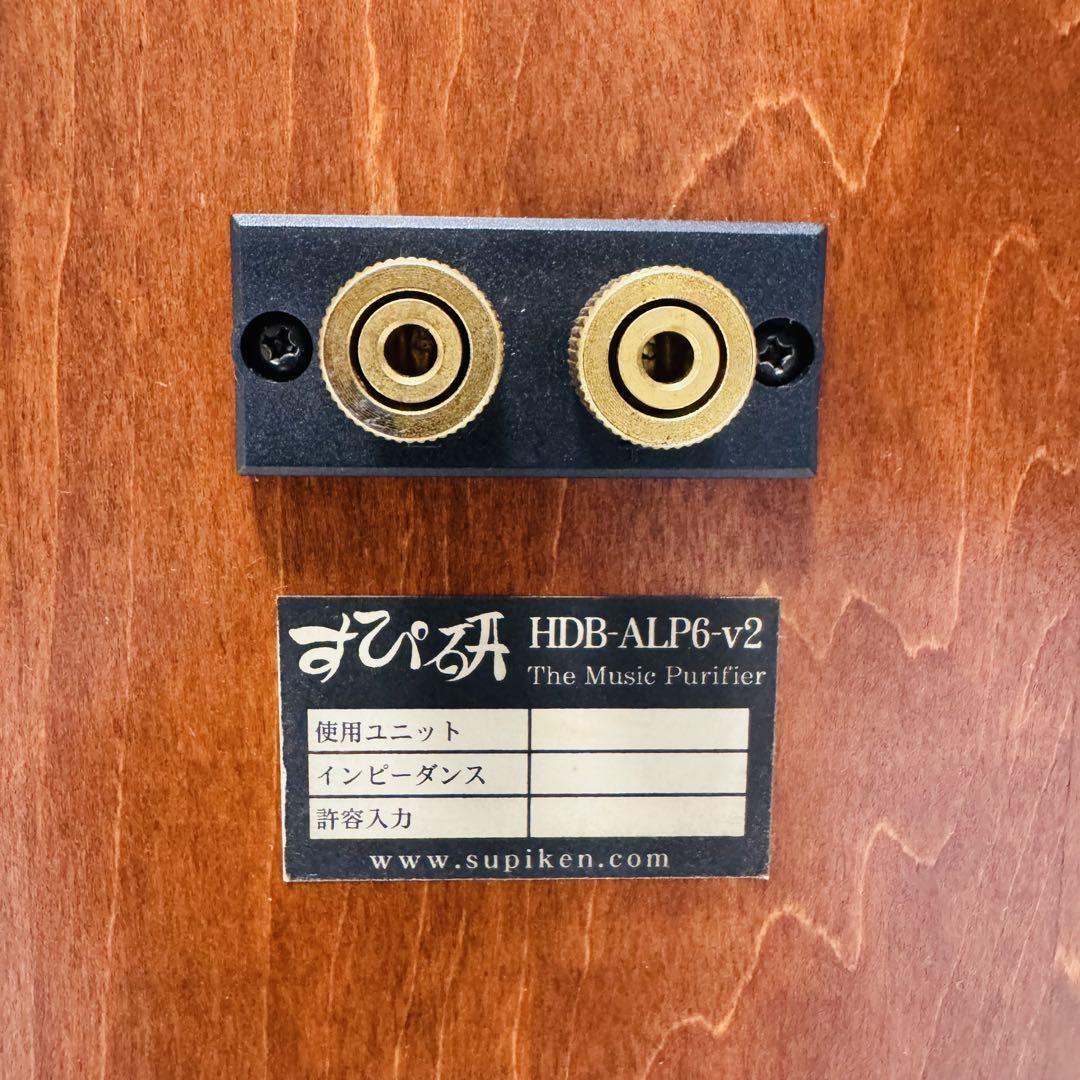 すぴ研 HDB-ALP6-v2
The Music Purifier
使用ユニット
インピーダンス
許容入力
www.supiken.com